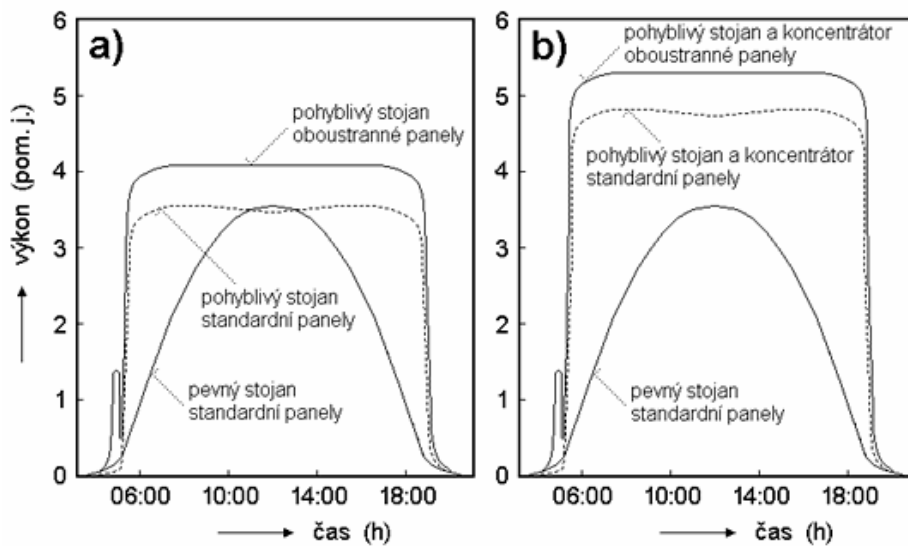 a)
výkon (pom. j.)
6
5
4
3
2
1
0
pohyblivý stojan
oboustranné panely
pohyblivý stojan
standardní panely
pevný stojan
standardní panely
06:00 10:00 14:00 18:00
čas (h)
b)
6
5
4
3
2
1
0
pohyblivý stojan a koncentrátor
oboustranné panely
pohyblivý stojan a koncentrátor
standardní panely
pevný stojan
standardní panely
06:00 10:00 14:00 18:00
čas (h)